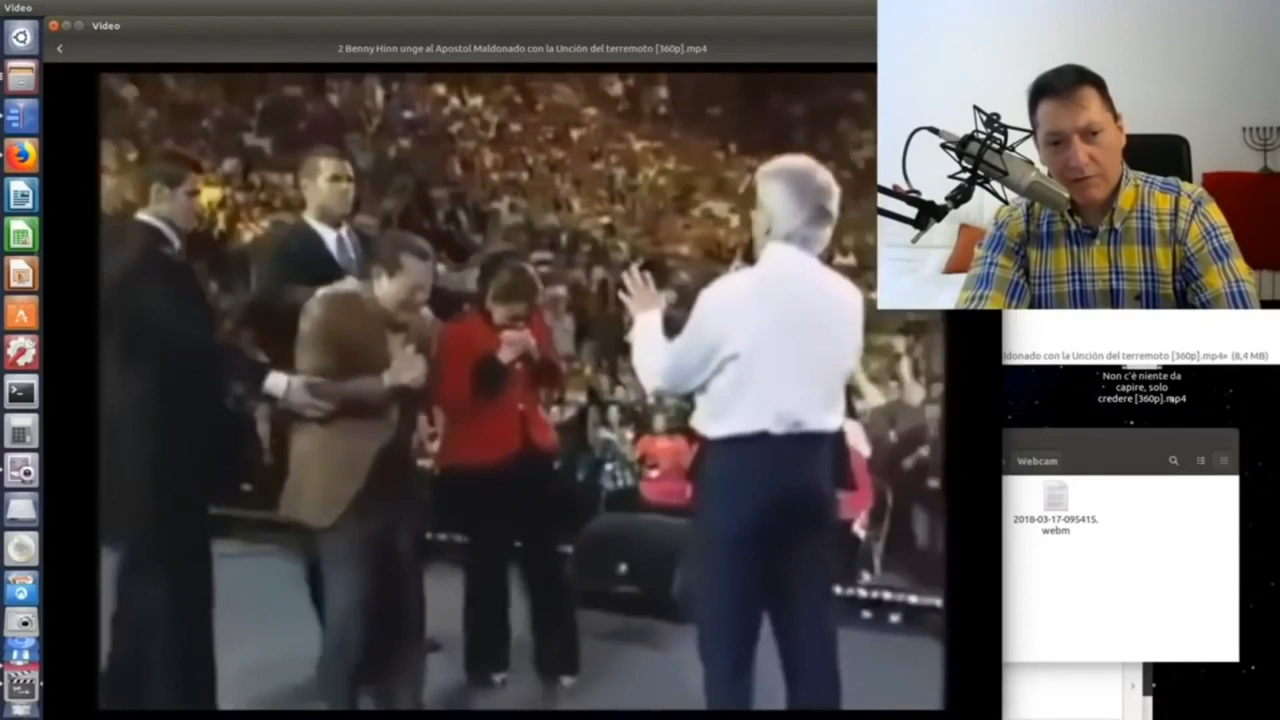 Video
Video
2 Benny Hinn unge al Apostol Maldonado con la Unción del terremoto [360p].mp4
ldonado con la Unción del terremoto [360p].mp4» (8,4 MB)
Non c'è niente da
capire, solo
credere [360p].mp4
Webcam
2018-03-17-095415.
webm